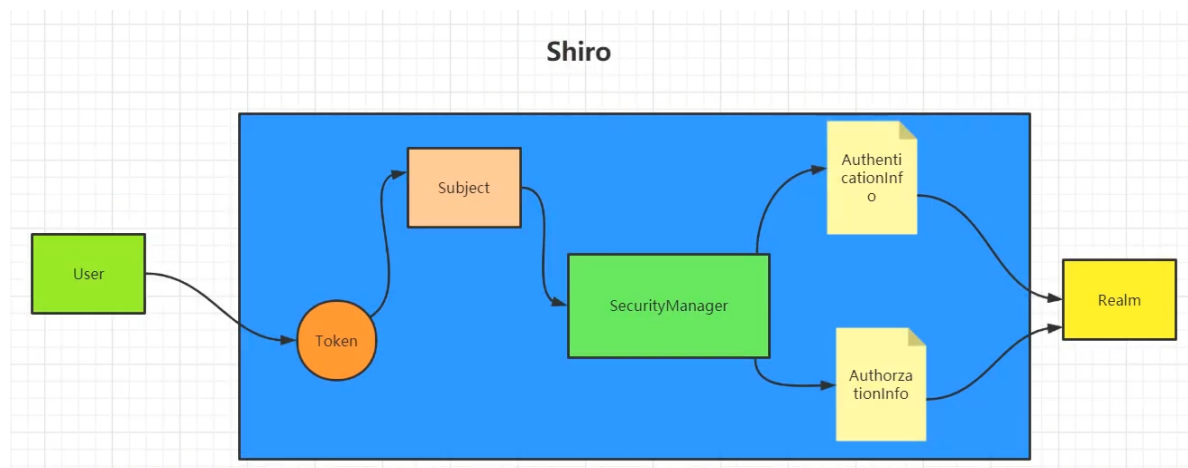 Shiro
User
Token
Subject
SecurityManager
Authenti
cationInf
o
Authorza
tionInfo
Realm